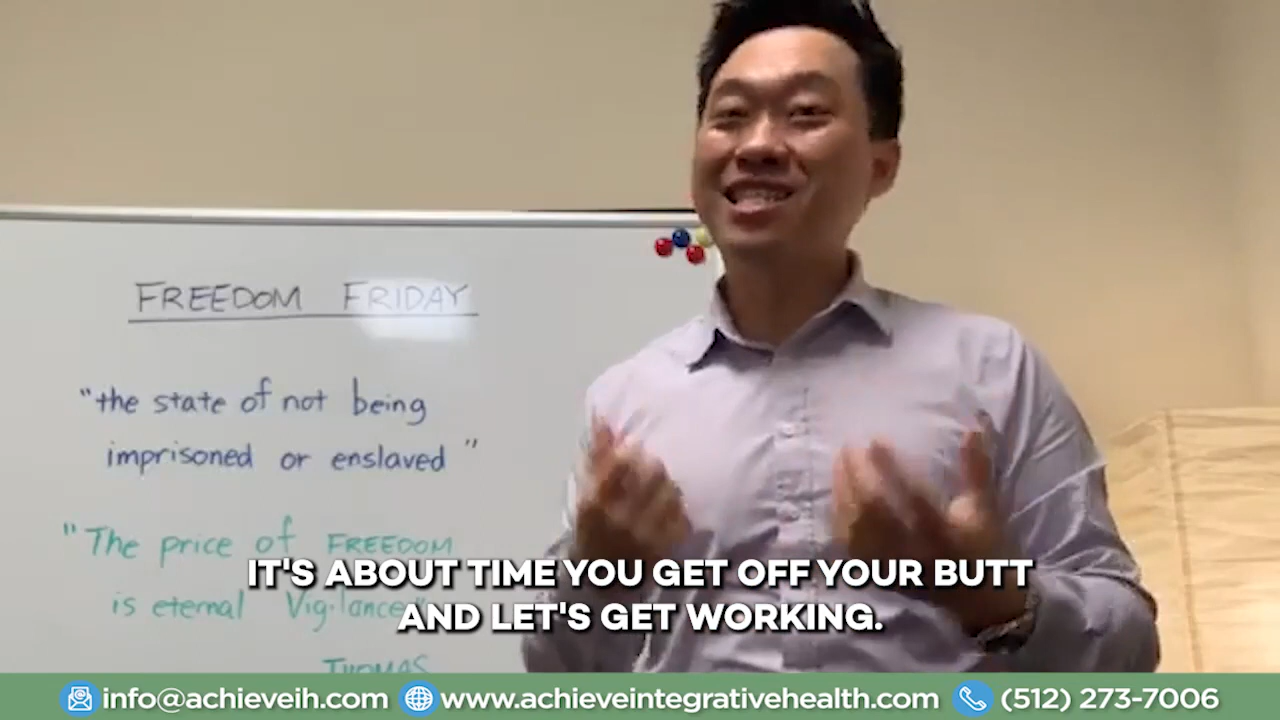 FREEDOM FRIDAY
"the state of not being
imprisoned or enslaved"
"The price of FREEDOM
is eternal Vigilance"
THOMAS
IT'S ABOUT TIME YOU GET OFF YOUR BUTT
AND LET'S GET WORKING.
info@achieveih.com www.achieveintegrativehealth.com (512) 273-7006